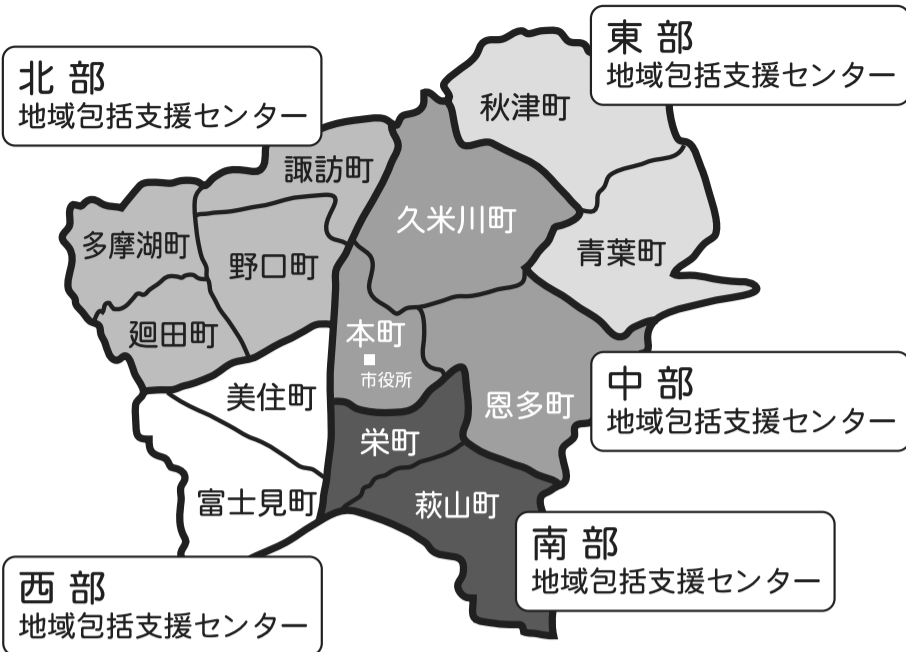 東 部
地域包括支援センター
北 部
地域包括支援センター
秋津町
諏訪町
久米川町
多摩湖町
野口町
青葉町
廻田町
本町
市役所
美住町
恩多町
中 部
地域包括支援センター
栄町
富士見町
萩山町
南 部
地域包括支援センター
西 部
地域包括支援センター